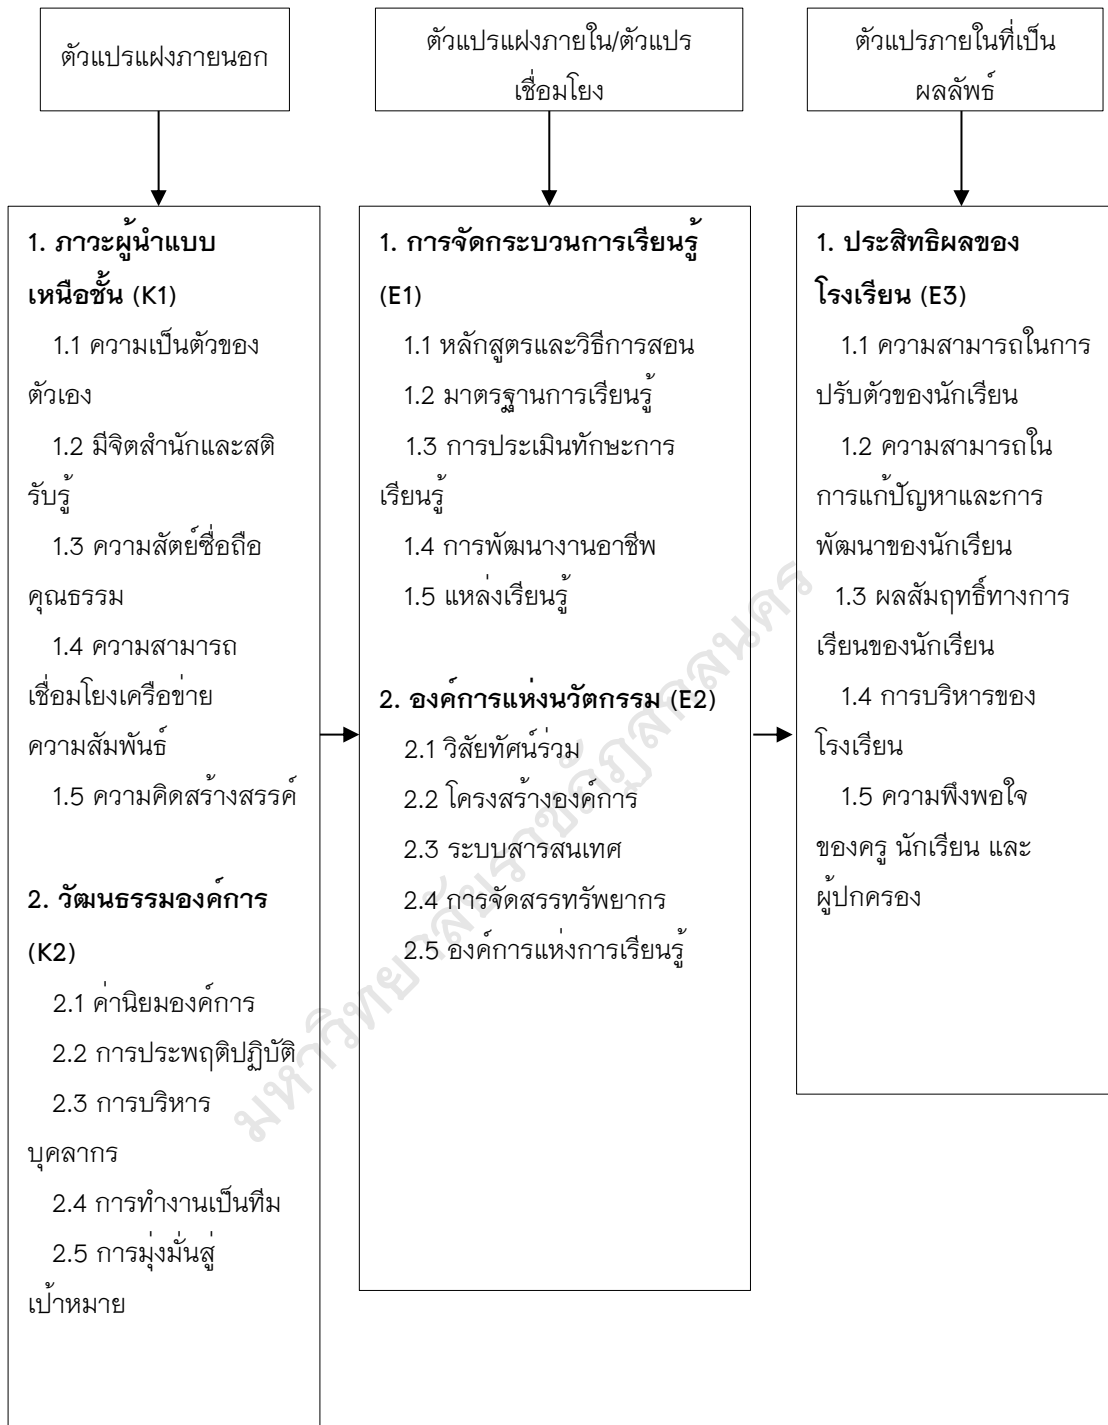 ตัวแปรแฝงภายนอก
ตัวแปรแฝงภายใน/ตัวแปร
เชื่อมโยง
ตัวแปรภายในที่เป็น
ผลลัพธ์
1. ภาวะผู้นำแบบ
เหนือชั้น (K1)
1.1 ความเป็นตัวของ
ตัวเอง
1.2 มีจิตสำนักและสติ
รับรู้
1.3 ความสัตย์ซื่อถือ
คุณธรรม
1.4 ความสามารถ
เชื่อมโยงเครือข่าย
ความสัมพันธ์
1.5 ความคิดสร้างสรรค์
2. วัฒนธรรมองค์การ
(K2)
2.1 ค่านิยมองค์การ
2.2 การประพฤติปฏิบัติ
2.3 การบริหาร
บุคลากร
2.4 การทำงานเป็นทีม
2.5 การมุ่งมั่นสู่
เป้าหมาย
1. การจัดกระบวนการเรียนรู้
(E1)
1.1 หลักสูตรและวิธีการสอน
1.2 มาตรฐานการเรียนรู้
1.3 การประเมินทักษะการ
เรียนรู้
1.4 การพัฒนางานอาชีพ
1.5 แหล่งเรียนรู้
2. องค์การแห่งนวัตกรรม (E2)
2.1 วิสัยทัศน์ร่วม
2.2 โครงสร้างองค์การ
2.3 ระบบสารสนเทศ
2.4 การจัดสรรทรัพยากร
2.5 องค์การแห่งการเรียนรู้
1. ประสิทธิผลของ
โรงเรียน (E3)
1.1 ความสามารถในการ
ปรับตัวของนักเรียน
1.2 ความสามารถใน
การแก้ปัญหาและการ
พัฒนาของนักเรียน
1.3 ผลสัมฤทธิ์ทางการ
เรียนของนักเรียน
1.4 การบริหารของ
โรงเรียน
1.5 ความพึงพอใจ
ของครู นักเรียน และ
ผู้ปกครอง
มหาวิทยาลัยราชภัฏสกลนคร